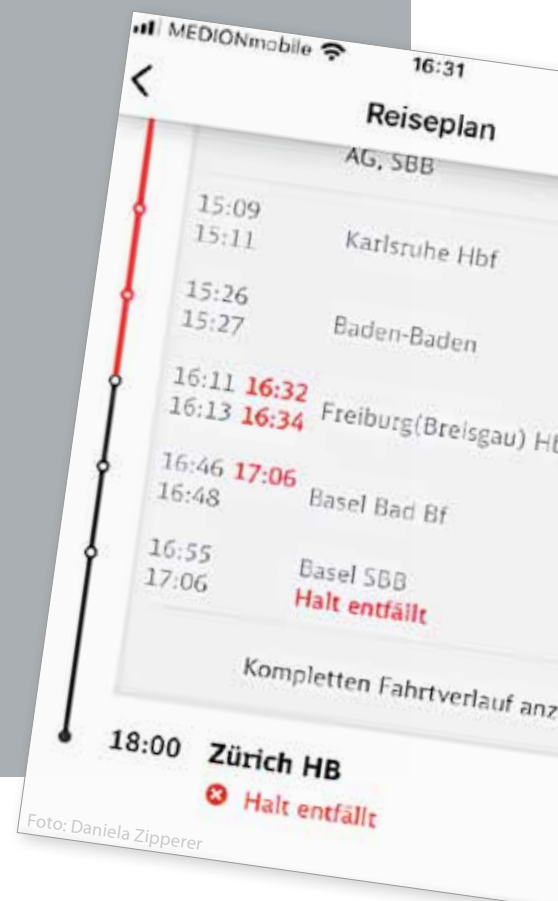 MEDIONmobile
16:31
Reiseplan
AG, SBB
15:09
15:11 Karlsruhe Hbf
15:26
15:27 Baden-Baden
16:11 16:32
16:13 16:34 Freiburg(Breisgau) Hb
16:46 17:06
16:48 Basel Bad Bf
16:55 Basel SBB
17:06 Halt entfällt
Kompletten Fahrtverlauf anz
18:00 Zürich HB
Halt entfällt
Foto: Daniela Zipperer